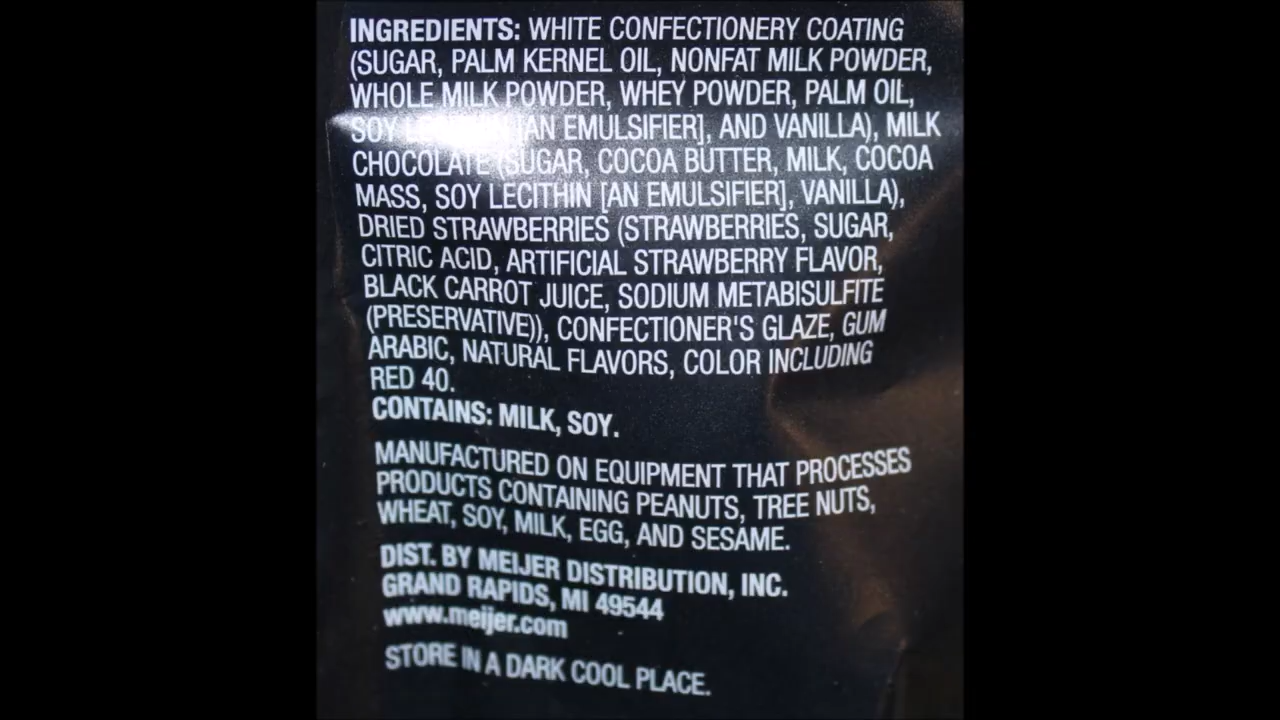 INGREDIENTS: WHITE CONFECTIONERY COATING
(SUGAR, PALM KERNEL OIL, NONFAT MILK POWDER,
WHOLE MILK POWDER, WHEY POWDER, PALM OIL,
SOY LECITHIN [AN EMULSIFIER], AND VANILLA), MILK
CHOCOLATE (SUGAR, COCOA BUTTER, MILK, COCOA
MASS, SOY LECITHIN [AN EMULSIFIER], VANILLA),
DRIED STRAWBERRIES (STRAWBERRIES, SUGAR,
CITRIC ACID, ARTIFICIAL STRAWBERRY FLAVOR,
BLACK CARROT JUICE, SODIUM METABISULFITE
(PRESERVATIVE)), CONFECTIONER'S GLAZE, GUM
ARABIC, NATURAL FLAVORS, COLOR INCLUDING
RED 40.
CONTAINS: MILK, SOY.
MANUFACTURED ON EQUIPMENT THAT PROCESSES
PRODUCTS CONTAINING PEANUTS, TREE NUTS,
WHEAT, SOY, MILK, EGG, AND SESAME.
DIST. BY MEIJER DISTRIBUTION, INC.
GRAND RAPIDS, MI 49544
www.meijer.com
STORE IN A DARK COOL PLACE.